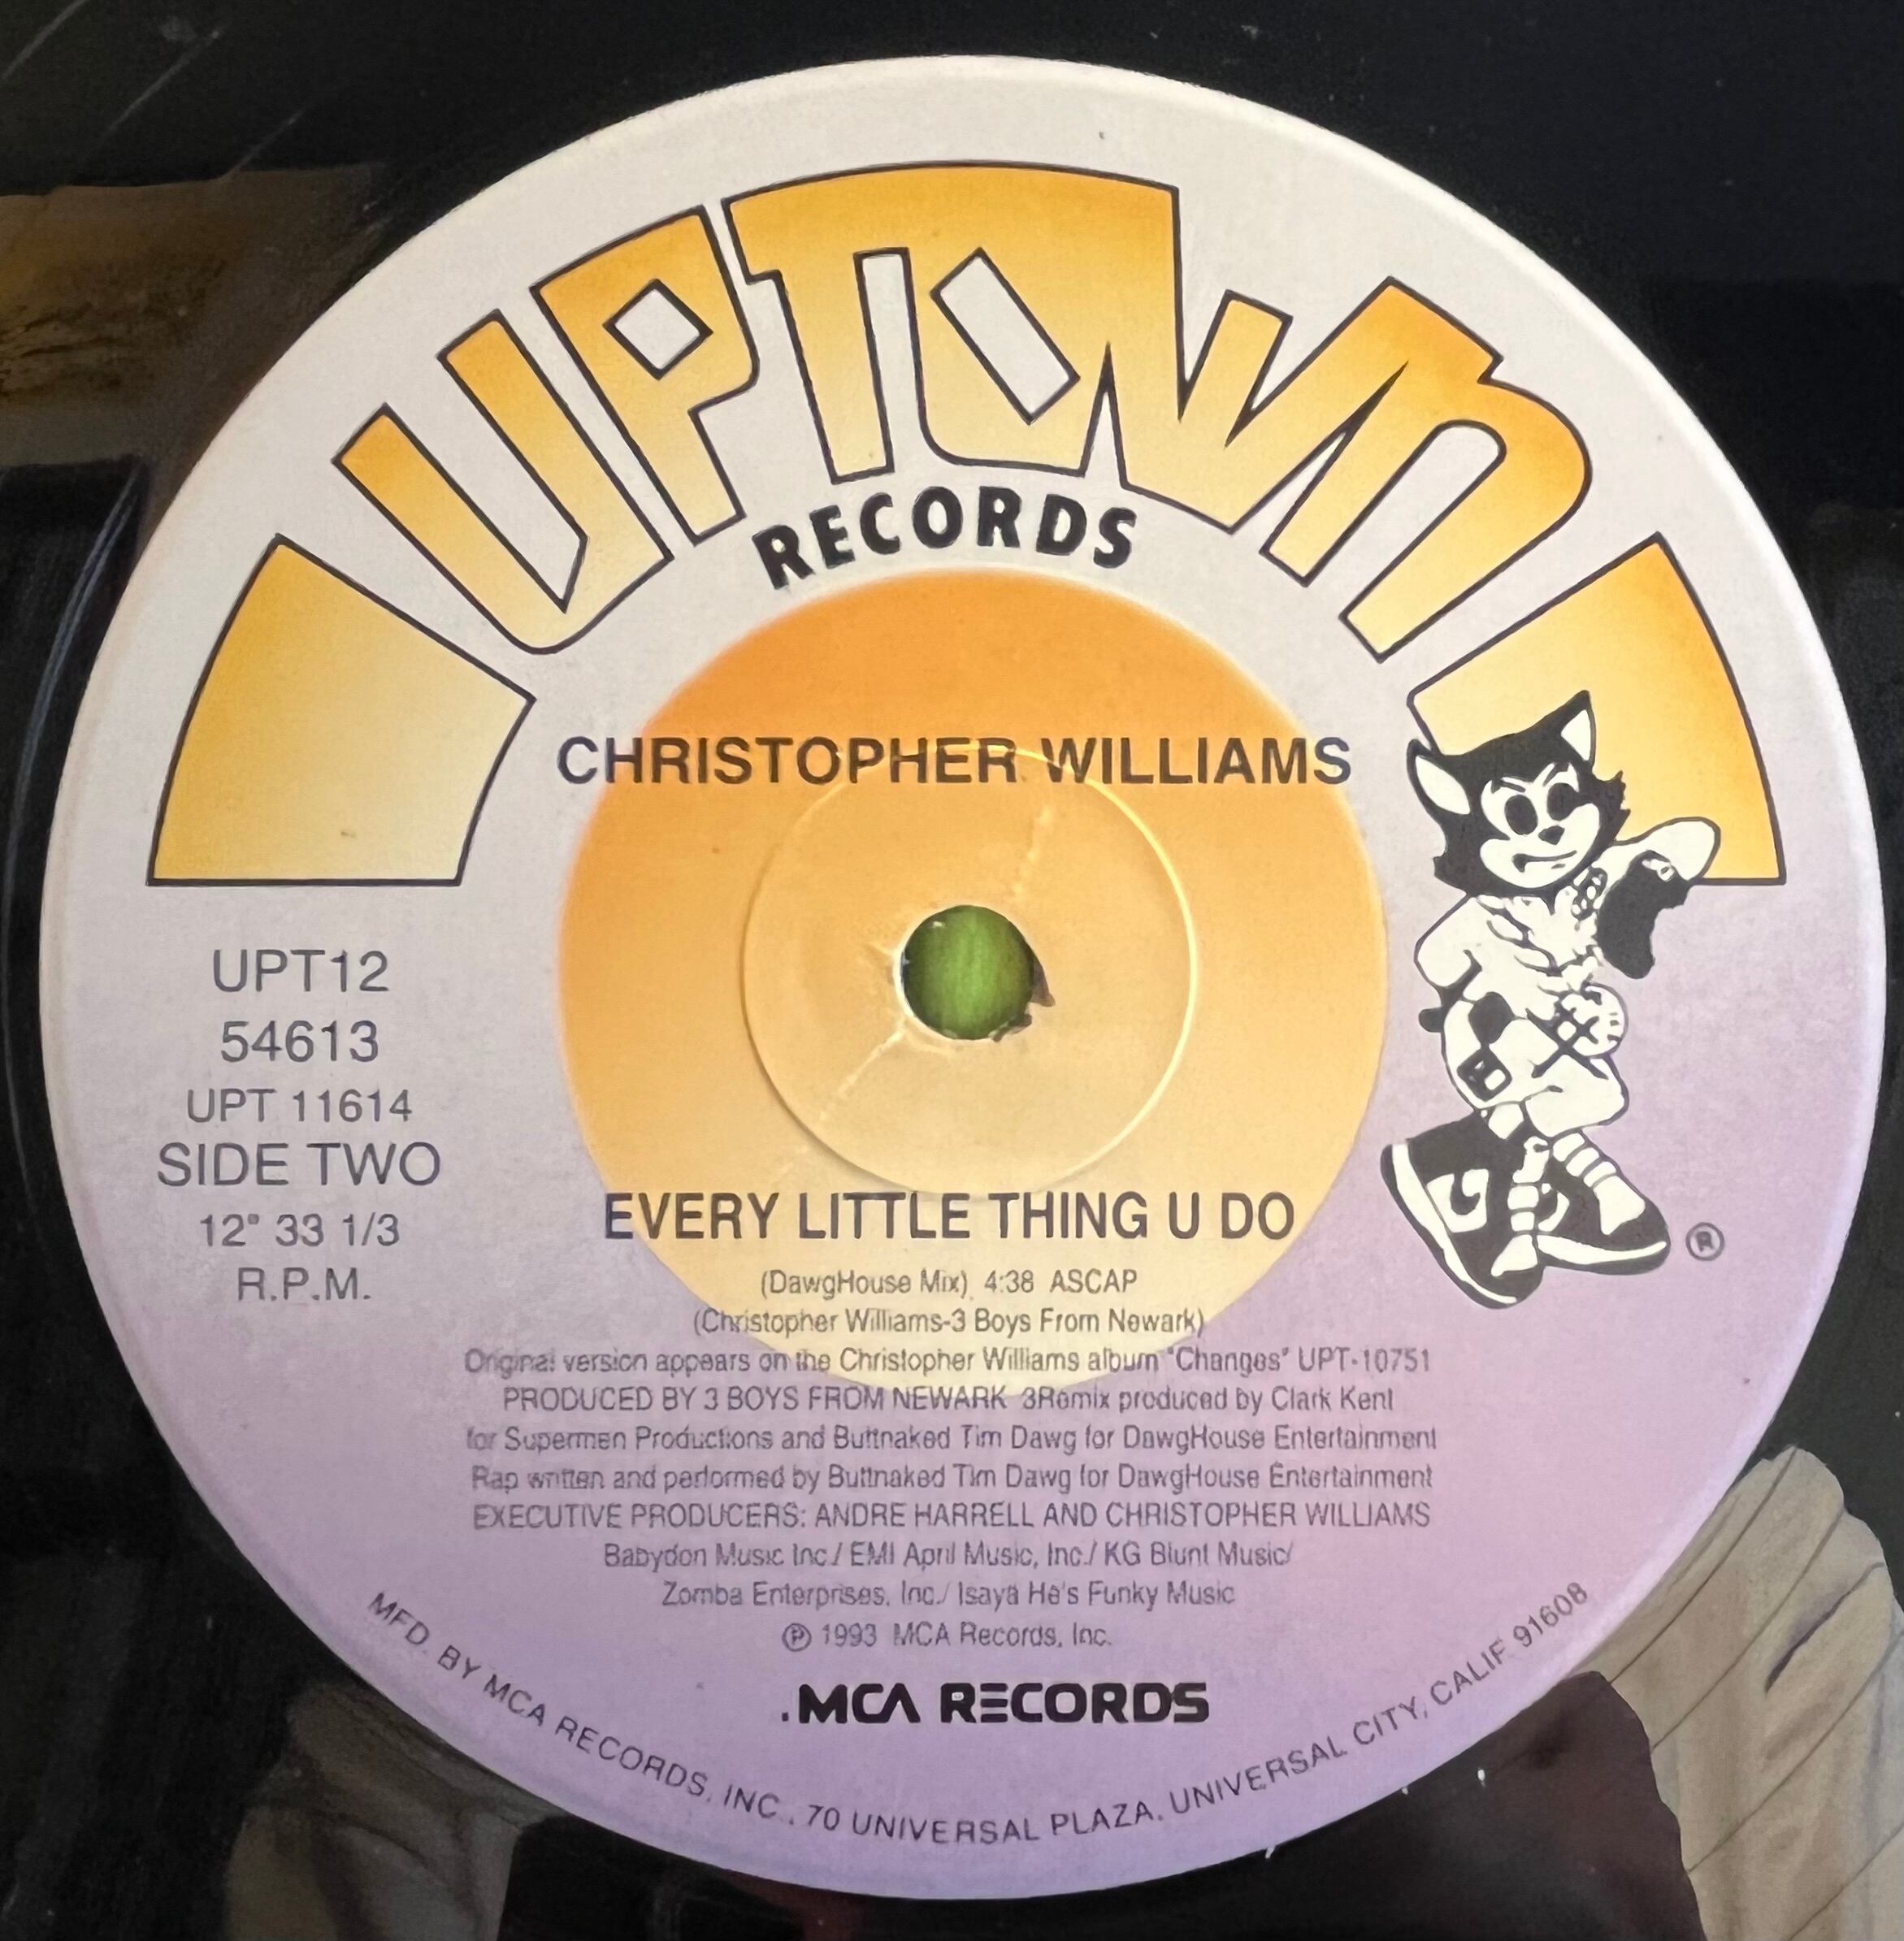 UPTOWN
RECORDS
CHRISTOPHER WILLIAMS
UPT12
54613
UPT 11614
SIDE TWO
12" 33 1/3
R.P.M.
EVERY LITTLE THING U DO
(DawgHouse Mix) 4:38 ASCAP
(Christopher Williams-3 Boys From Newark)
Original version appears on the Christopher Williams album "Changes" UPT-10751
PRODUCED BY 3 BOYS FROM NEWARK 3Remix produced by Clark Kent
for Supermen Productions and Buttnaked Tim Dawg for DawgHouse Entertainment
Rap written and performed by Buttnaked Tim Dawg for DawgHouse Entertainment
EXECUTIVE PRODUCERS: ANDRE HARRELL AND CHRISTOPHER WILLIAMS
Babydon Music Inc./ EMI April Music, Inc./ KG Blunt Music/
Zomba Enterprises, Inc./ Isaya He's Funky Music
℗ 1993 MCA Records, Inc.
.MCA RECORDS
MFD. BY MCA RECORDS, INC., 70 UNIVERSAL PLAZA, UNIVERSAL CITY, CALIF 91608
®